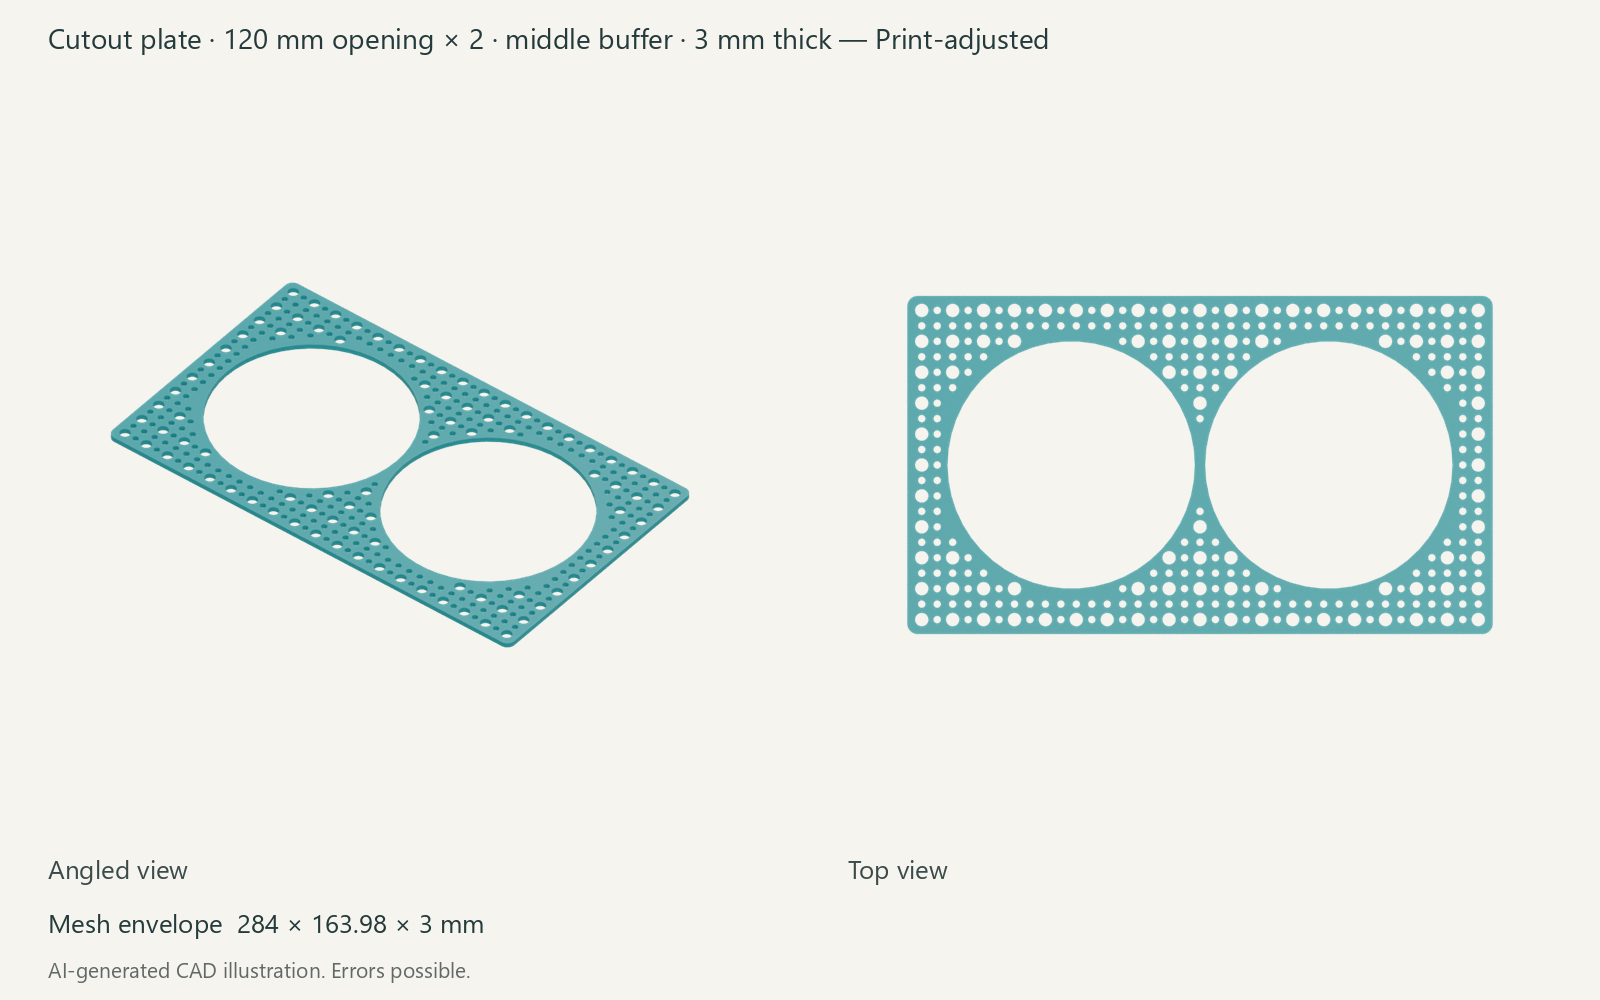 Cutout plate · 120 mm opening × 2 · middle buffer · 3 mm thick — Print-adjusted
Angled view
Top view
Mesh envelope 284 × 163.98 × 3 mm
AI-generated CAD illustration. Errors possible.